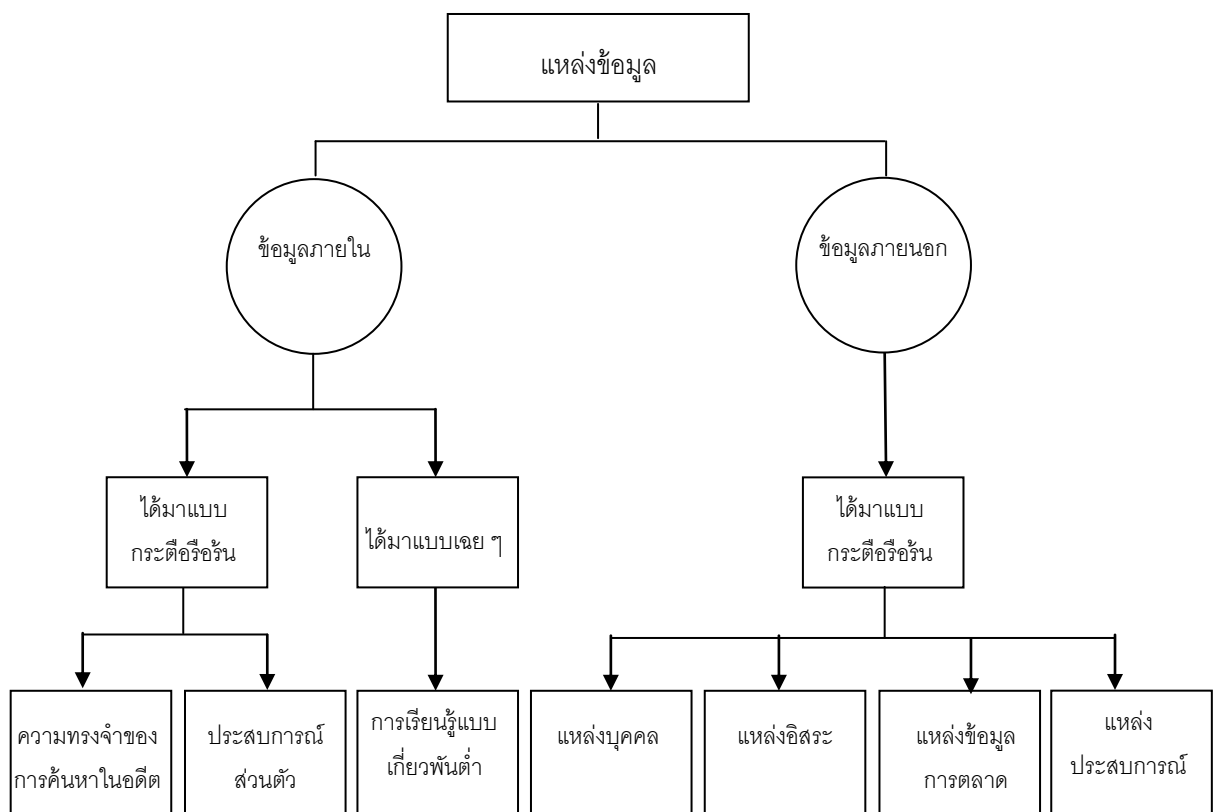 แหล่งข้อมูล
ข้อมูลภายใน
ข้อมูลภายนอก
ได้มาแบบ
กระตือรือร้น
ได้มาแบบเฉย ๆ
ได้มาแบบ
กระตือรือร้น
ความทรงจำของ
การค้นหาในอดีต
ประสบการณ์
ส่วนตัว
การเรียนรู้แบบ
เกี่ยวพันต่ำ
แหล่งบุคคล
แหล่งอิสระ
แหล่งข้อมูล
การตลาด
แหล่ง
ประสบการณ์